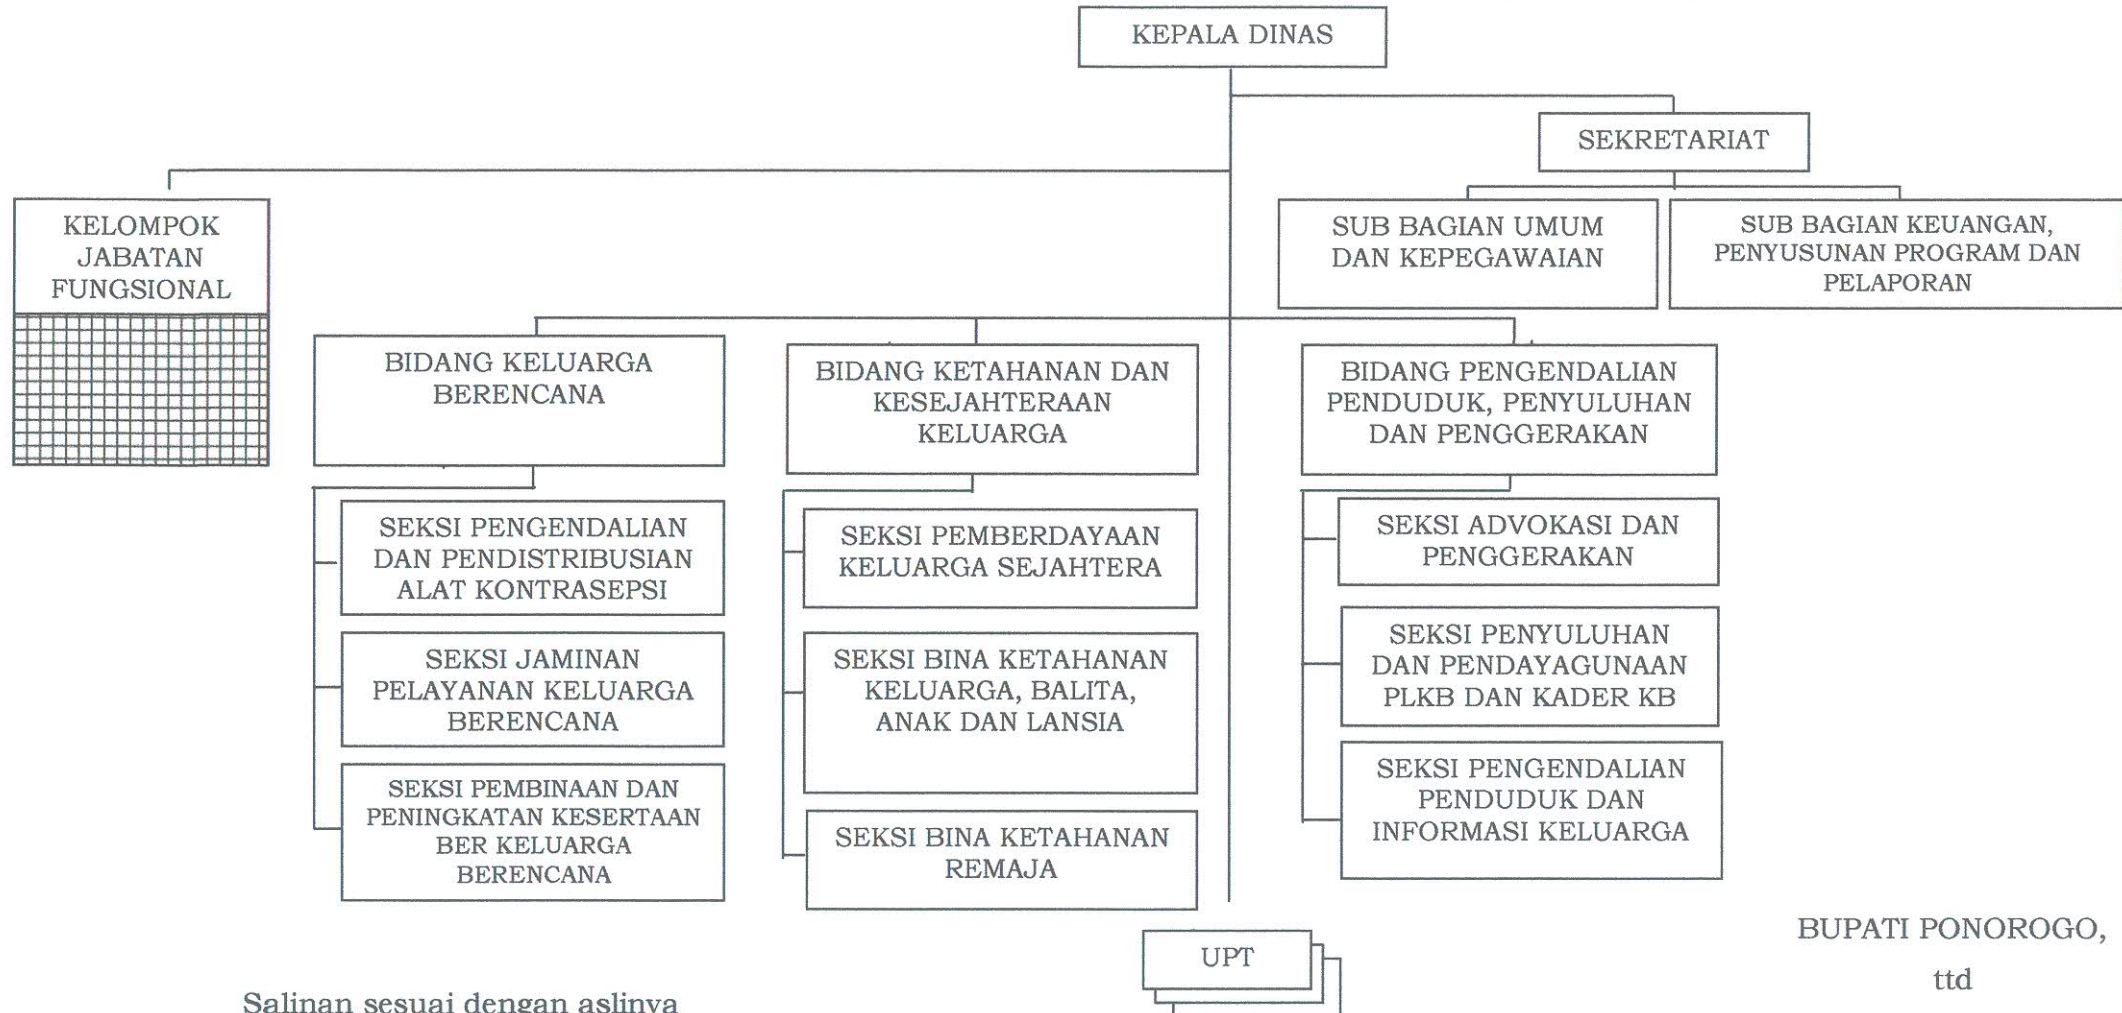 KEPALA DINAS
SEKRETARIAT
KELOMPOK
JABATAN
FUNGSIONAL
SUB BAGIAN UMUM
DAN KEPEGAWAIAN
SUB BAGIAN KEUANGAN,
PENYUSUNAN PROGRAM DAN
PELAPORAN
BIDANG KELUARGA
BERENCANA
BIDANG KETAHANAN DAN
KESEJAHTERAAN
KELUARGA
BIDANG PENGENDALIAN
PENDUDUK, PENYULUHAN
DAN PENGGERAKAN
SEKSI PENGENDALIAN
DAN PENDISTRIBUSIAN
ALAT KONTRASEPSI
SEKSI JAMINAN
PELAYANAN KELUARGA
BERENCANA
SEKSI PEMBINAAN DAN
PENINGKATAN KESERTAAN
BER KELUARGA
BERENCANA
SEKSI PEMBERDAYAAN
KELUARGA SEJAHTERA
SEKSI BINA KETAHANAN
KELUARGA, BALITA,
ANAK DAN LANSIA
SEKSI BINA KETAHANAN
REMAJA
SEKSI ADVOKASI DAN
PENGGERAKAN
SEKSI PENYULUHAN
DAN PENDAYAGUNAAN
PLKB DAN KADER KB
SEKSI PENGENDALIAN
PENDUDUK DAN
INFORMASI KELUARGA
UPT
BUPATI PONOROGO,
ttd
Salinan sesuai dengan aslinya